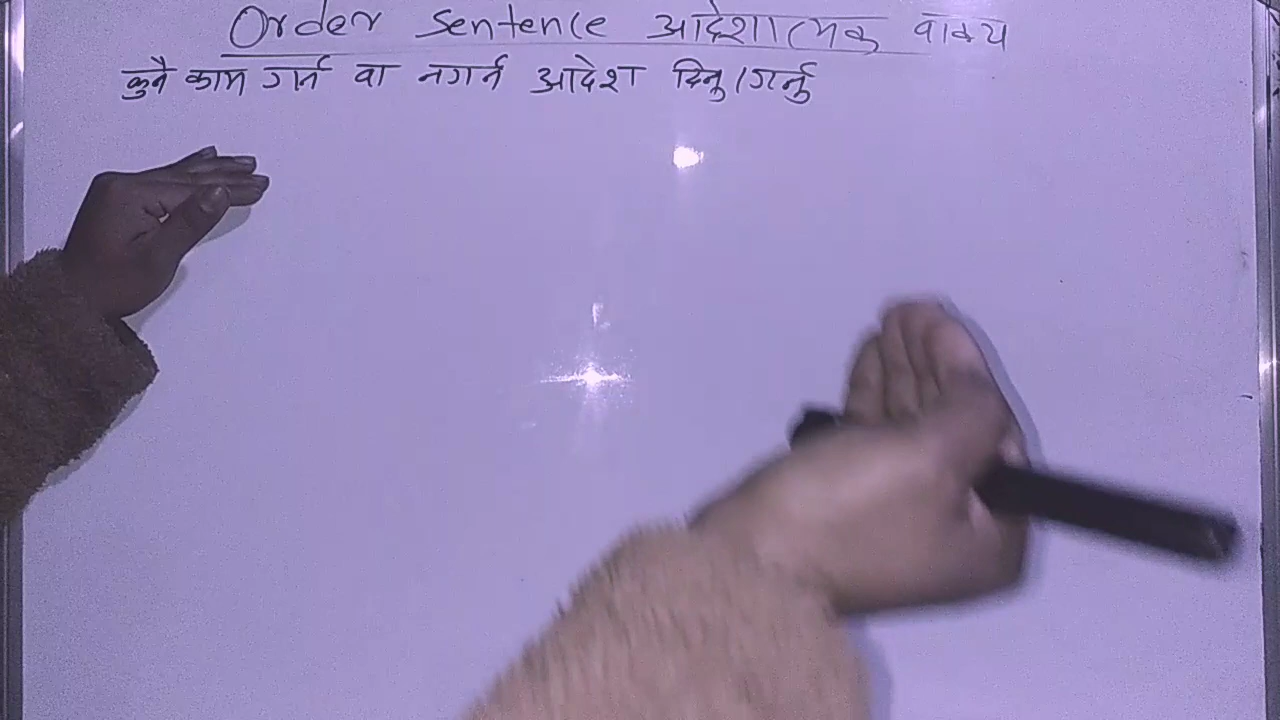 Order Sentence आदेशात्मक वाक्य
कुनै काम गर्न वा नगर्न आदेश दिनु/गर्नु